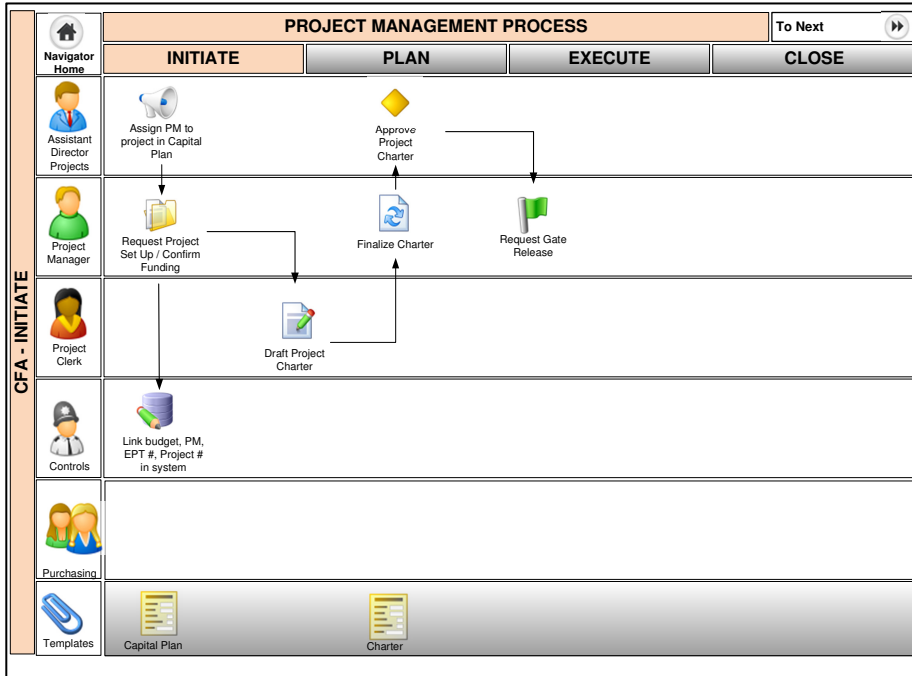 PROJECT MANAGEMENT PROCESS
To Next
Navigator
Home
INITIATE
PLAN
EXECUTE
CLOSE
CFA - INITIATE
Assistant
Director
Projects
Assign PM to
project in Capital
Plan
Approve
Project
Charter
Project
Manager
Request Project
Set Up / Confirm
Funding
Finalize Charter
Request Gate
Release
Project
Clerk
Draft Project
Charter
Controls
Link budget, PM,
EPT #, Project #
in system
Purchasing
Templates
Capital Plan
Charter